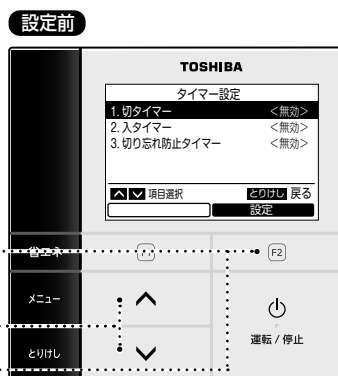 設定前
TOSHIBA
タイマー設定
1. 切タイマー <無効>
2. 入タイマー <無効>
3. 切り忘れ防止タイマー <無効>
項目選択 とりけし 戻る
設定
省エネ F1 F2
メニュー
運転 / 停止
とりけし